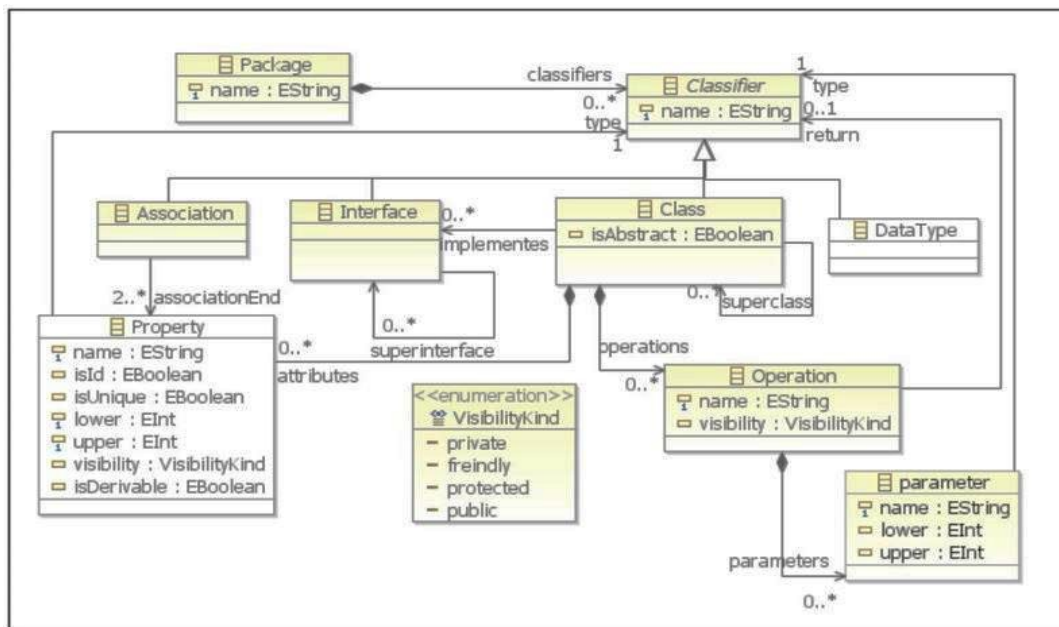 Package
name : EString
classifiers
0..*
Classifier
name : EString
1
type
0..1
return
type
1
Association
Interface
0..*
implementes
Class
isAbstract : EBoolean
DataType
2..*
associationEnd
0..*
superinterface
0..*
superclass
Property
name : EString
isId : EBoolean
isUnique : EBoolean
lower : EInt
upper : EInt
visibility : VisibilityKind
isDerivable : EBoolean
0..*
attributes
operations
0..*
<<enumeration>>
VisibilityKind
private
freindly
protected
public
Operation
name : EString
visibility : VisibilityKind
parameter
name : EString
lower : EInt
upper : EInt
parameters
0..*